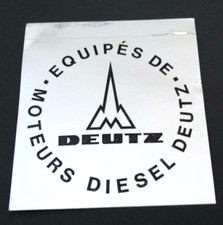 · EQUIPÉS DE ·
MOTEURS DIESEL DEUTZ
DEUTZ